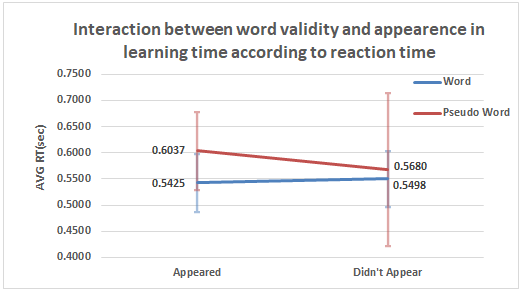 Interaction between word validity and appearence in
learning time according to reaction time
0.7500
0.7000
0.6500
0.6000
0.5500
0.5000
0.4500
0.4000
AVG RT(sec)
Word
Pseudo Word
0.6037
0.5425
0.5680
0.5498
Appeared
Didn't Appear